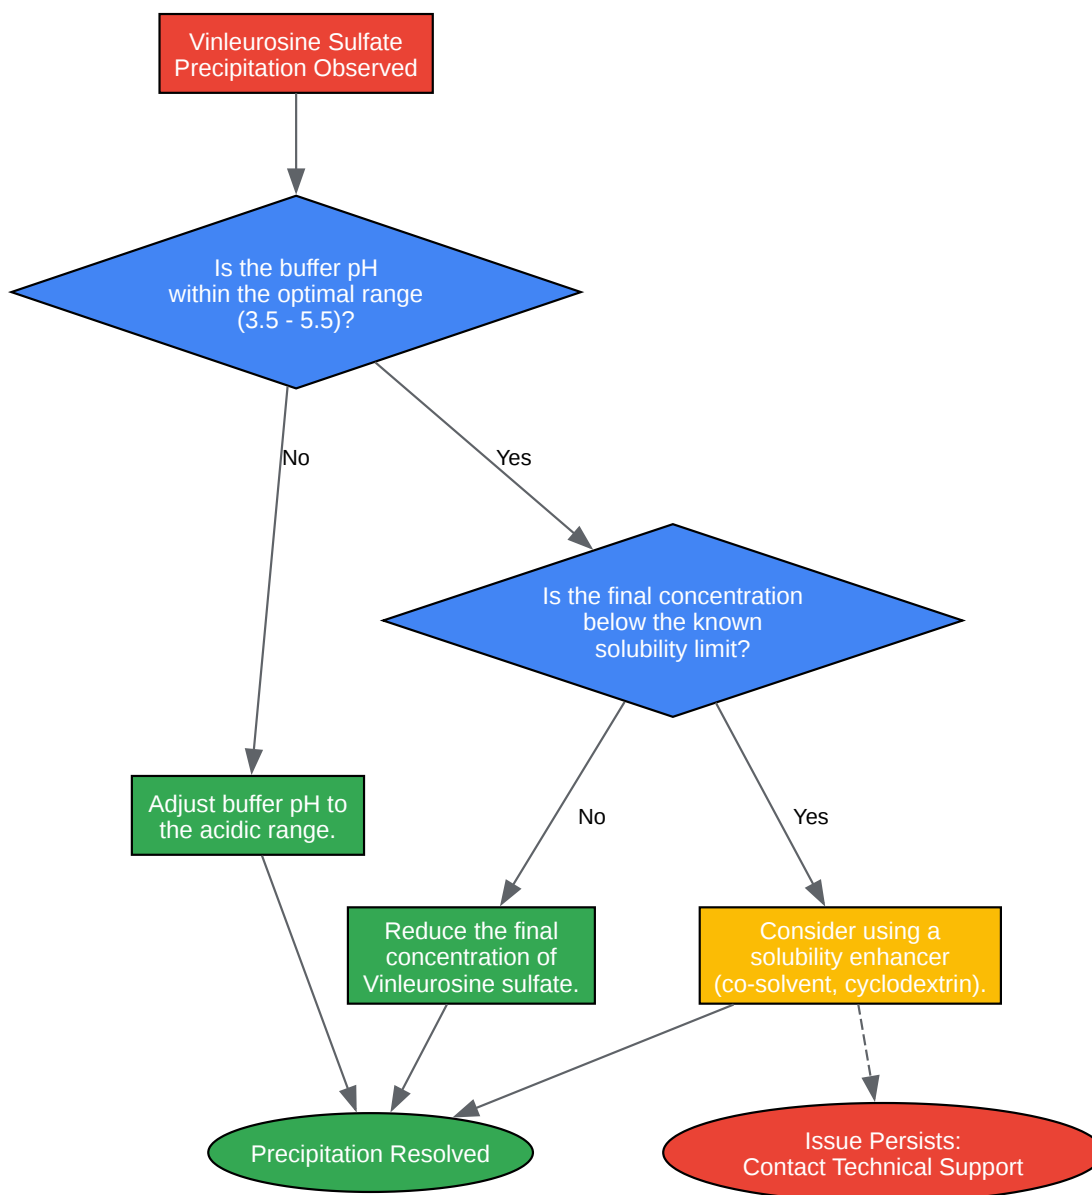 Vinleurosine Sulfate
Precipitation Observed
Is the buffer pH
within the optimal range
(3.5 - 5.5)?
No
Yes
Is the final concentration
below the known
solubility limit?
Adjust buffer pH to
the acidic range.
No
Yes
Reduce the final
concentration of
Vinleurosine sulfate.
Consider using a
solubility enhancer
(co-solvent, cyclodextrin).
Precipitation Resolved
Issue Persists:
Contact Technical Support